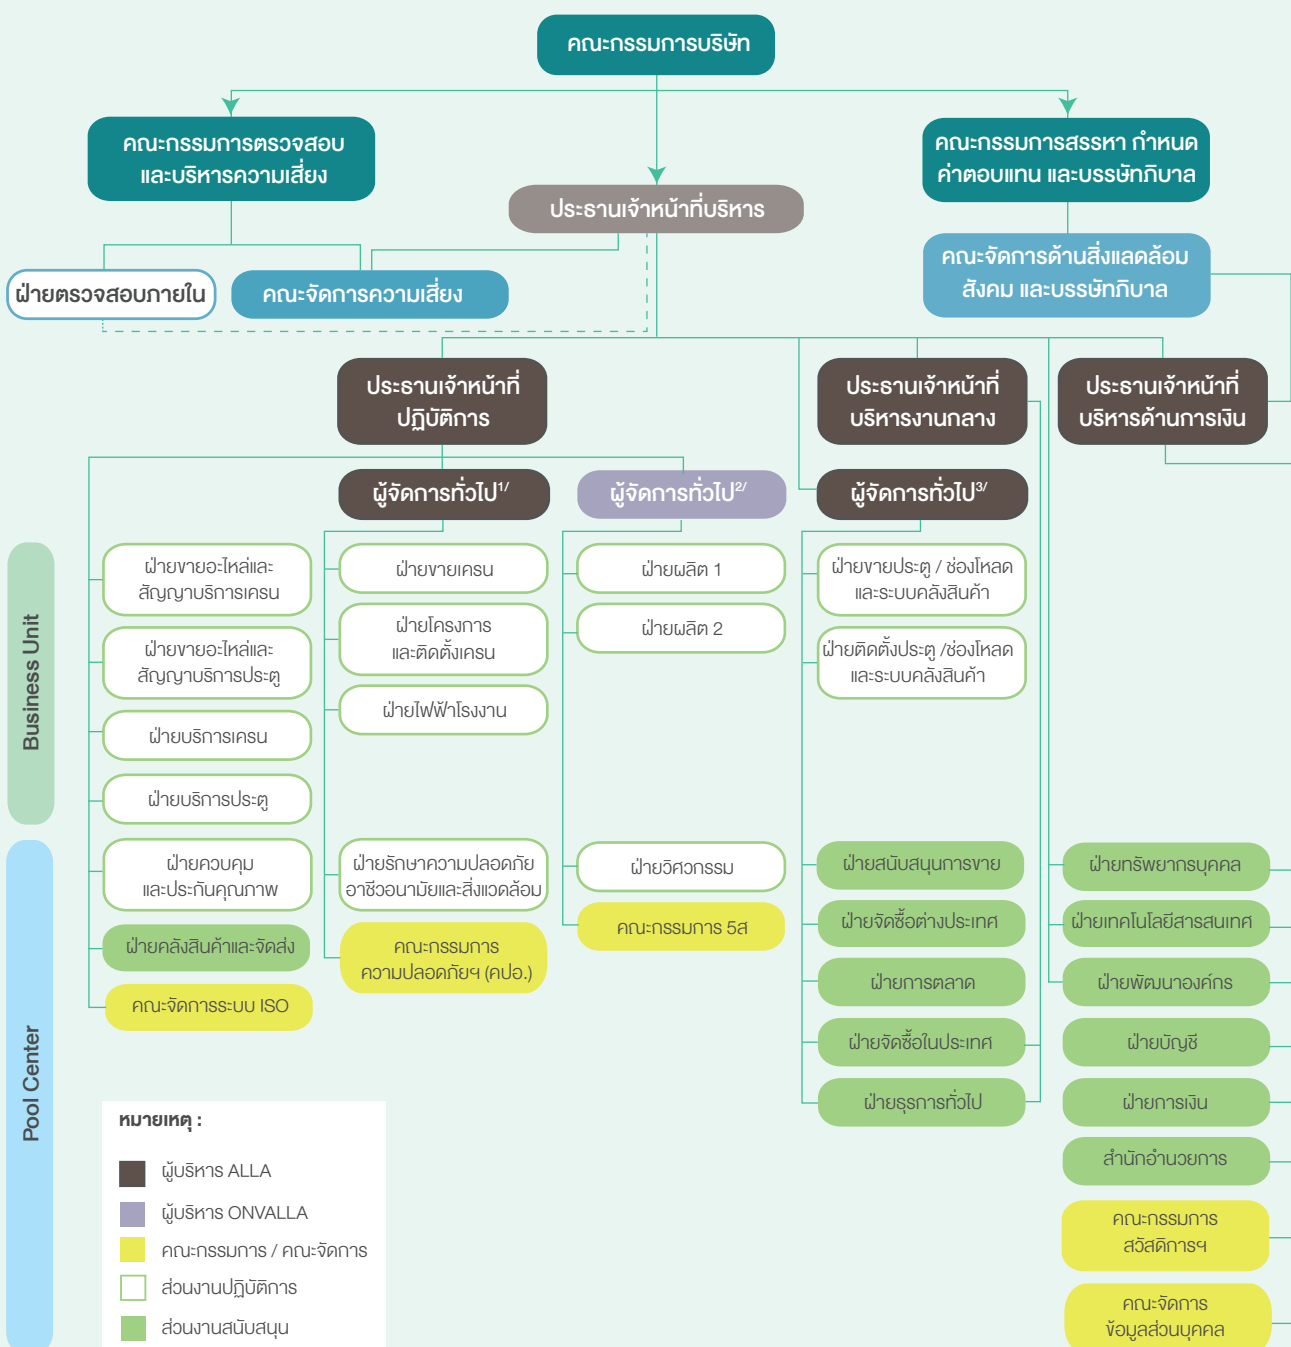 คณะกรรมการบริษัท
คณะกรรมการตรวจสอบ
และบริหารความเสี่ยง
คณะกรรมการสรรหา กำหนด
ค่าตอบแทน และบรรษัทภิบาล
ประธานเจ้าหน้าที่บริหาร
ฝ่ายตรวจสอบภายใน
คณะจัดการความเสี่ยง
คณะจัดการด้านสิ่งแลดล้อม
สังคม และบรรษัทภิบาล
ประธานเจ้าหน้าที่
ปฏิบัติการ
ประธานเจ้าหน้าที่
บริหารงานกลาง
ประธานเจ้าหน้าที่
บริหารด้านการเงิน
ผู้จัดการทั่วไป1/
ผู้จัดการทั่วไป2/
ผู้จัดการทั่วไป3/
Business Unit
ฝ่ายขายอะไหล่และ
สัญญาบริการเครน
ฝ่ายขายอะไหล่และ
สัญญาบริการประตู
ฝ่ายบริการเครน
ฝ่ายบริการประตู
ฝ่ายขายเครน
ฝ่ายโครงการ
และติดตั้งเครน
ฝ่ายไฟฟ้าโรงงาน
ฝ่ายผลิต 1
ฝ่ายผลิต 2
ฝ่ายขายประตู / ช่องโหลด
และระบบคลังสินค้า
ฝ่ายติดตั้งประตู /ช่องโหลด
และระบบคลังสินค้า
Pool Center
ฝ่ายควบคุม
และประกันคุณภาพ
ฝ่ายคลังสินค้าและจัดส่ง
คณะจัดการระบบ ISO
ฝ่ายรักษาความปลอดภัย
อาชีวอนามัยและสิ่งแวดล้อม
คณะกรรมการ
ความปลอดภัยฯ (คปอ.)
ฝ่ายวิศวกรรม
คณะกรรมการ 5ส
ฝ่ายสนับสนุนการขาย
ฝ่ายจัดซื้อต่างประเทศ
ฝ่ายการตลาด
ฝ่ายจัดซื้อในประเทศ
ฝ่ายธุรการทั่วไป
ฝ่ายทรัพยากรบุคคล
ฝ่ายเทคโนโลยีสารสนเทศ
ฝ่ายพัฒนาองค์กร
ฝ่ายบัญชี
ฝ่ายการเงิน
สำนักอำนวยการ
คณะกรรมการ
สวัสดิการฯ
คณะจัดการ
ข้อมูลส่วนบุคคล
หมายเหตุ :
ผู้บริหาร ALLA
ผู้บริหาร ONVALLA
คณะกรรมการ / คณะจัดการ
ส่วนงานปฏิบัติการ
ส่วนงานสนับสนุน